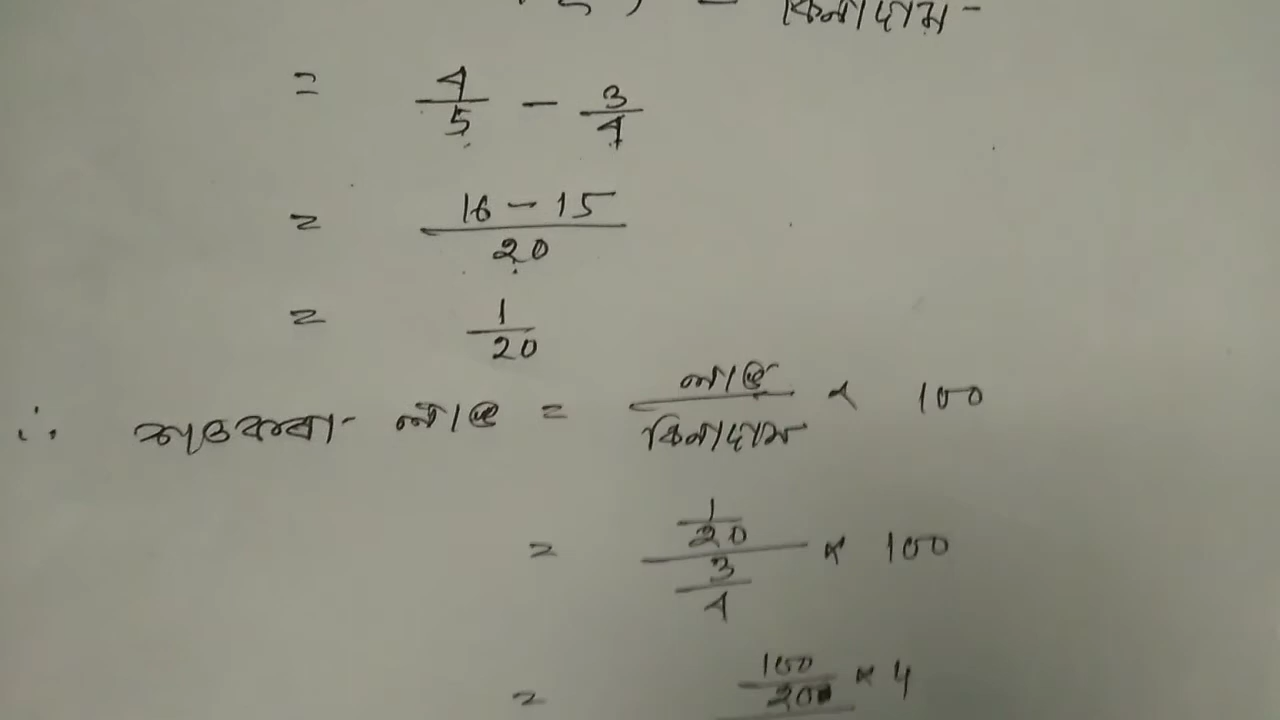 = 4/5 - 3/4
= 16 - 15 / 20
= 1/20
∴ শতকরা লাভ = লাভ / কিনাদাম × 100
= 1/20 / 3/4 × 100
= 100/20 × 4